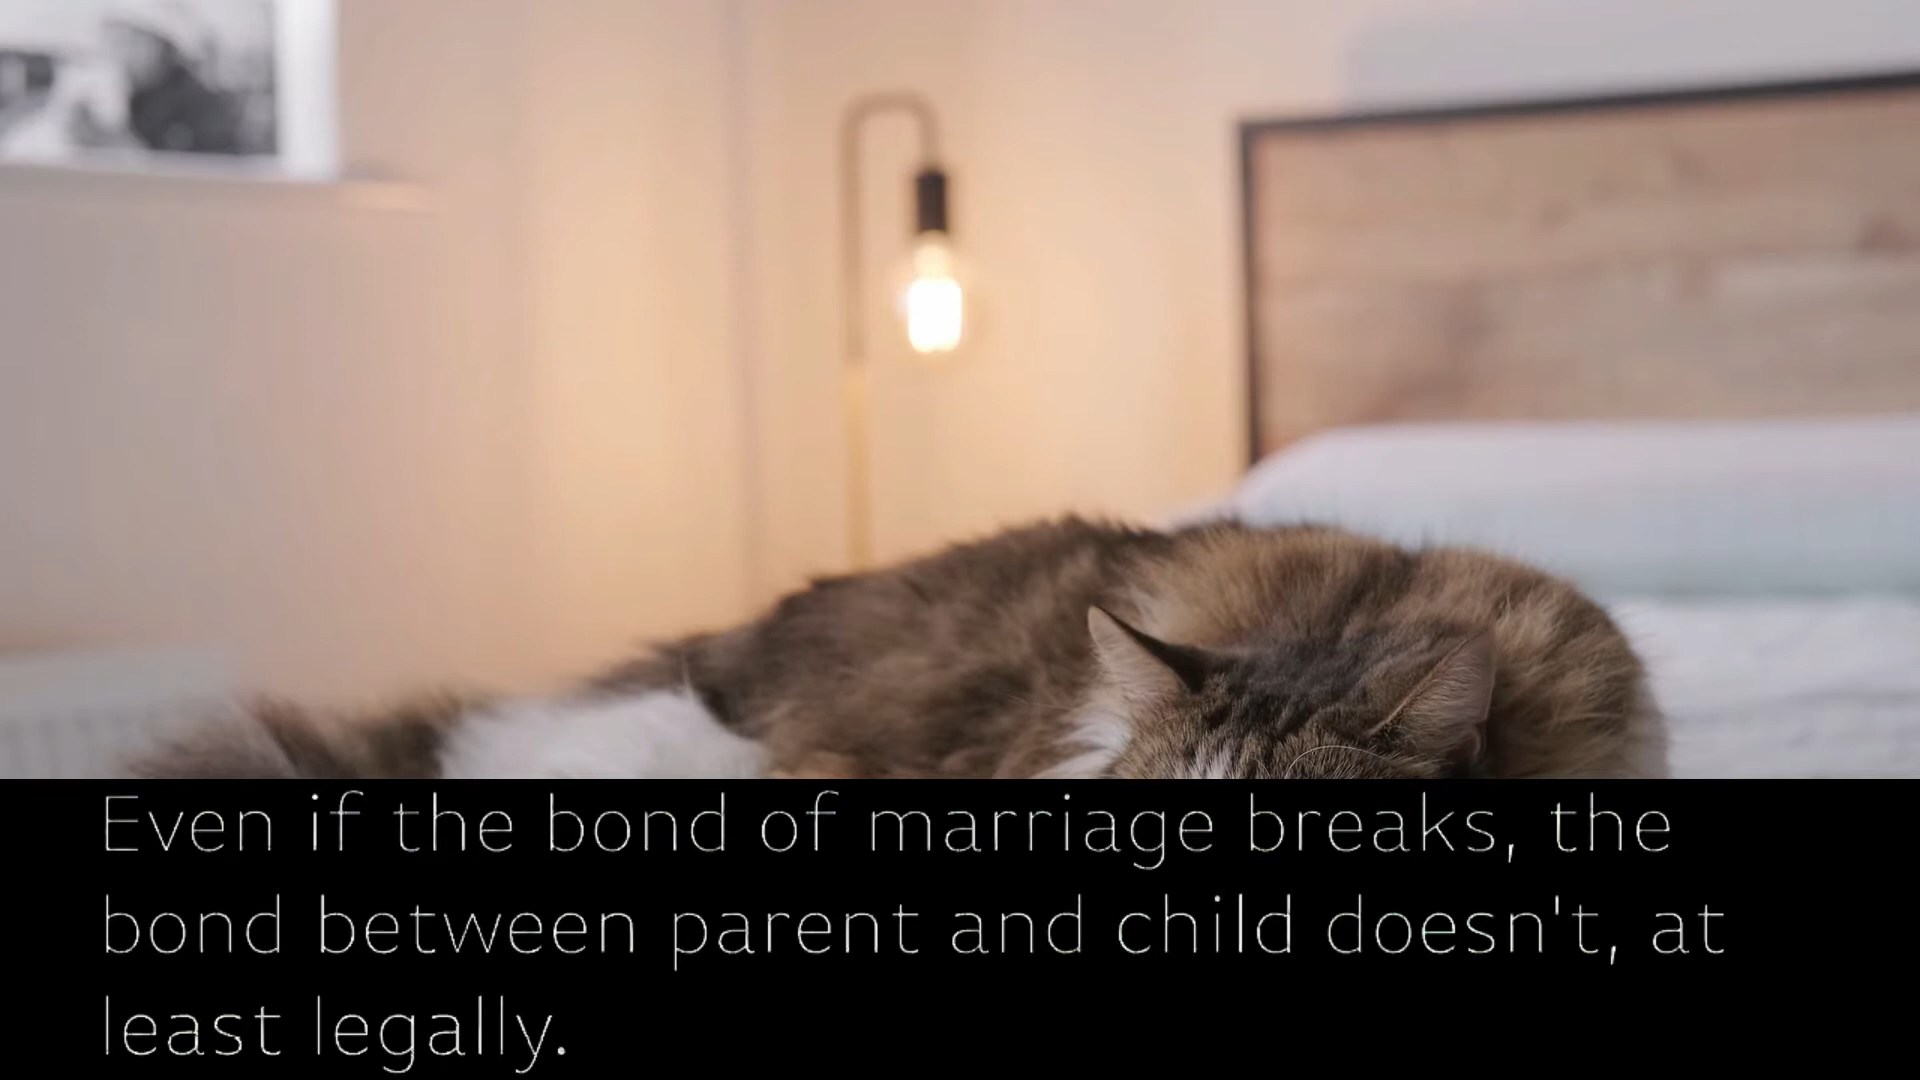 Even if the bond of marriage breaks, the
bond between parent and child doesn't, at
least legally.